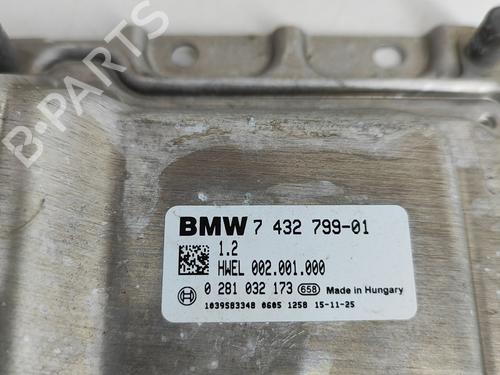 BMW 7 432 799-01
1.2
HWEL 002.001.000
0 281 032 173 658 Made in Hungary
1039583348 0605 1258 15-11-25